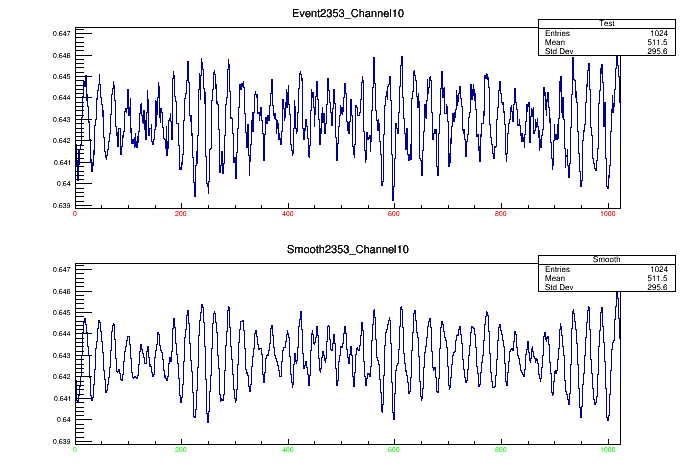 Event2353_Channel10
Test
Entries 1024
Mean 511.5
Std Dev 295.6
0.647
0.646
0.645
0.644
0.643
0.642
0.641
0.64
0.639
0 200 400 600 800 1000
Smooth2353_Channel10
Smooth
Entries 1024
Mean 511.5
Std Dev 295.6
0.647
0.646
0.645
0.644
0.643
0.642
0.641
0.64
0.639
0 200 400 600 800 1000